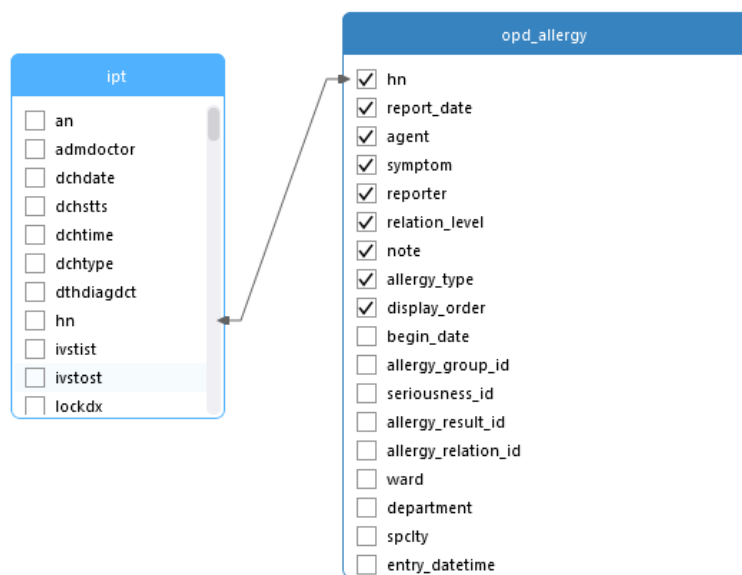 ipt
an
admdoctor
dchdate
dchstts
dchtime
dchtype
dthdiagdct
hn
ivstist
ivstost
lockdx
opd_allergy
hn
report_date
agent
symptom
reporter
relation_level
note
allergy_type
display_order
begin_date
allergy_group_id
seriousness_id
allergy_result_id
allergy_relation_id
ward
department
spclty
entry_datetime